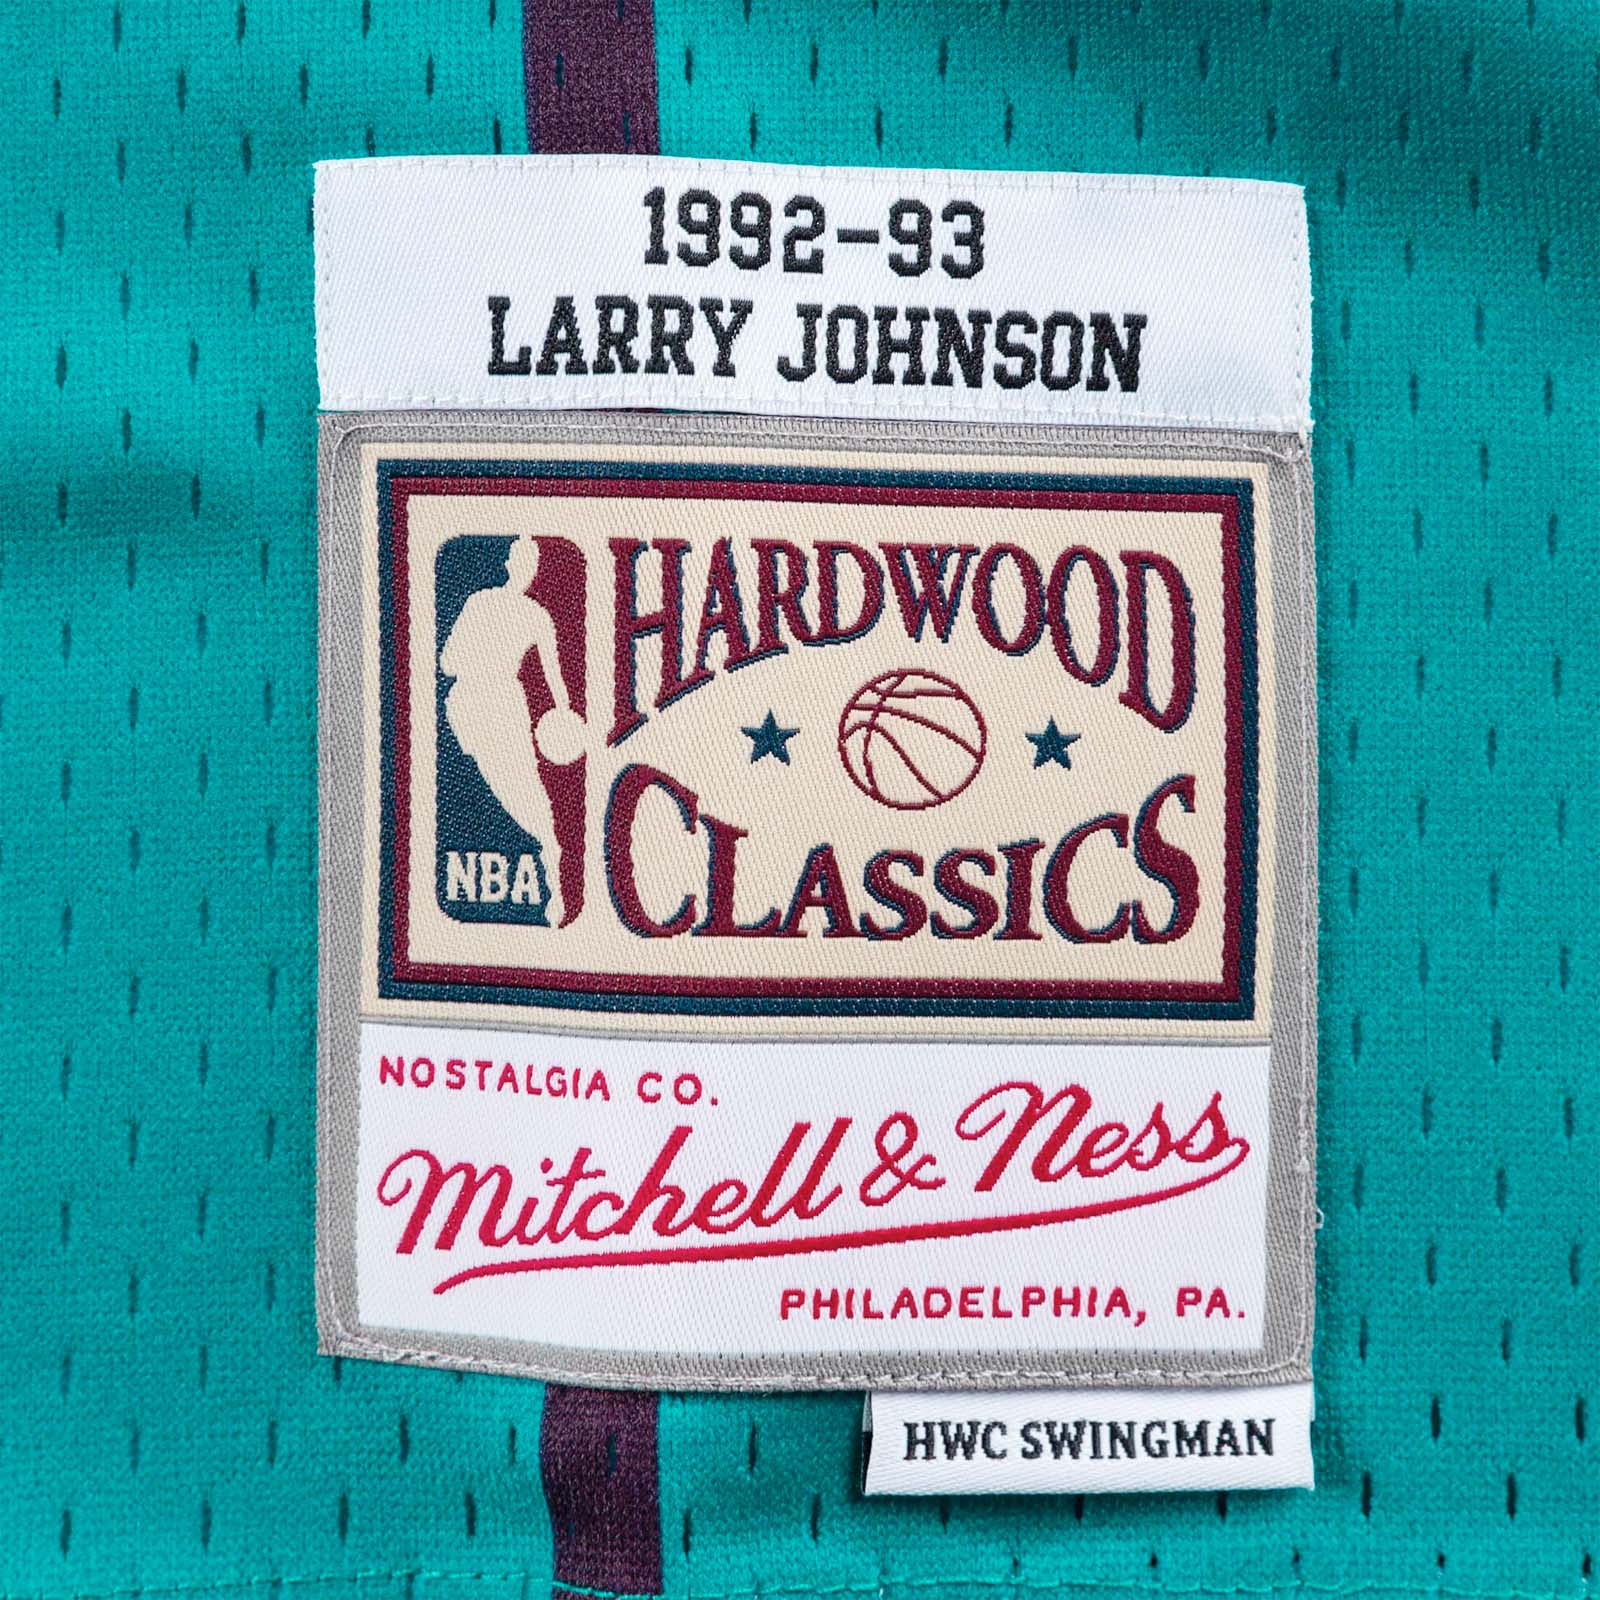 1992-93
LARRY JOHNSON
HARDWOOD
CLASSICS
NBA
NOSTALGIA CO.
Mitchell & Ness
PHILADELPHIA, PA.
HWC SWINGMAN